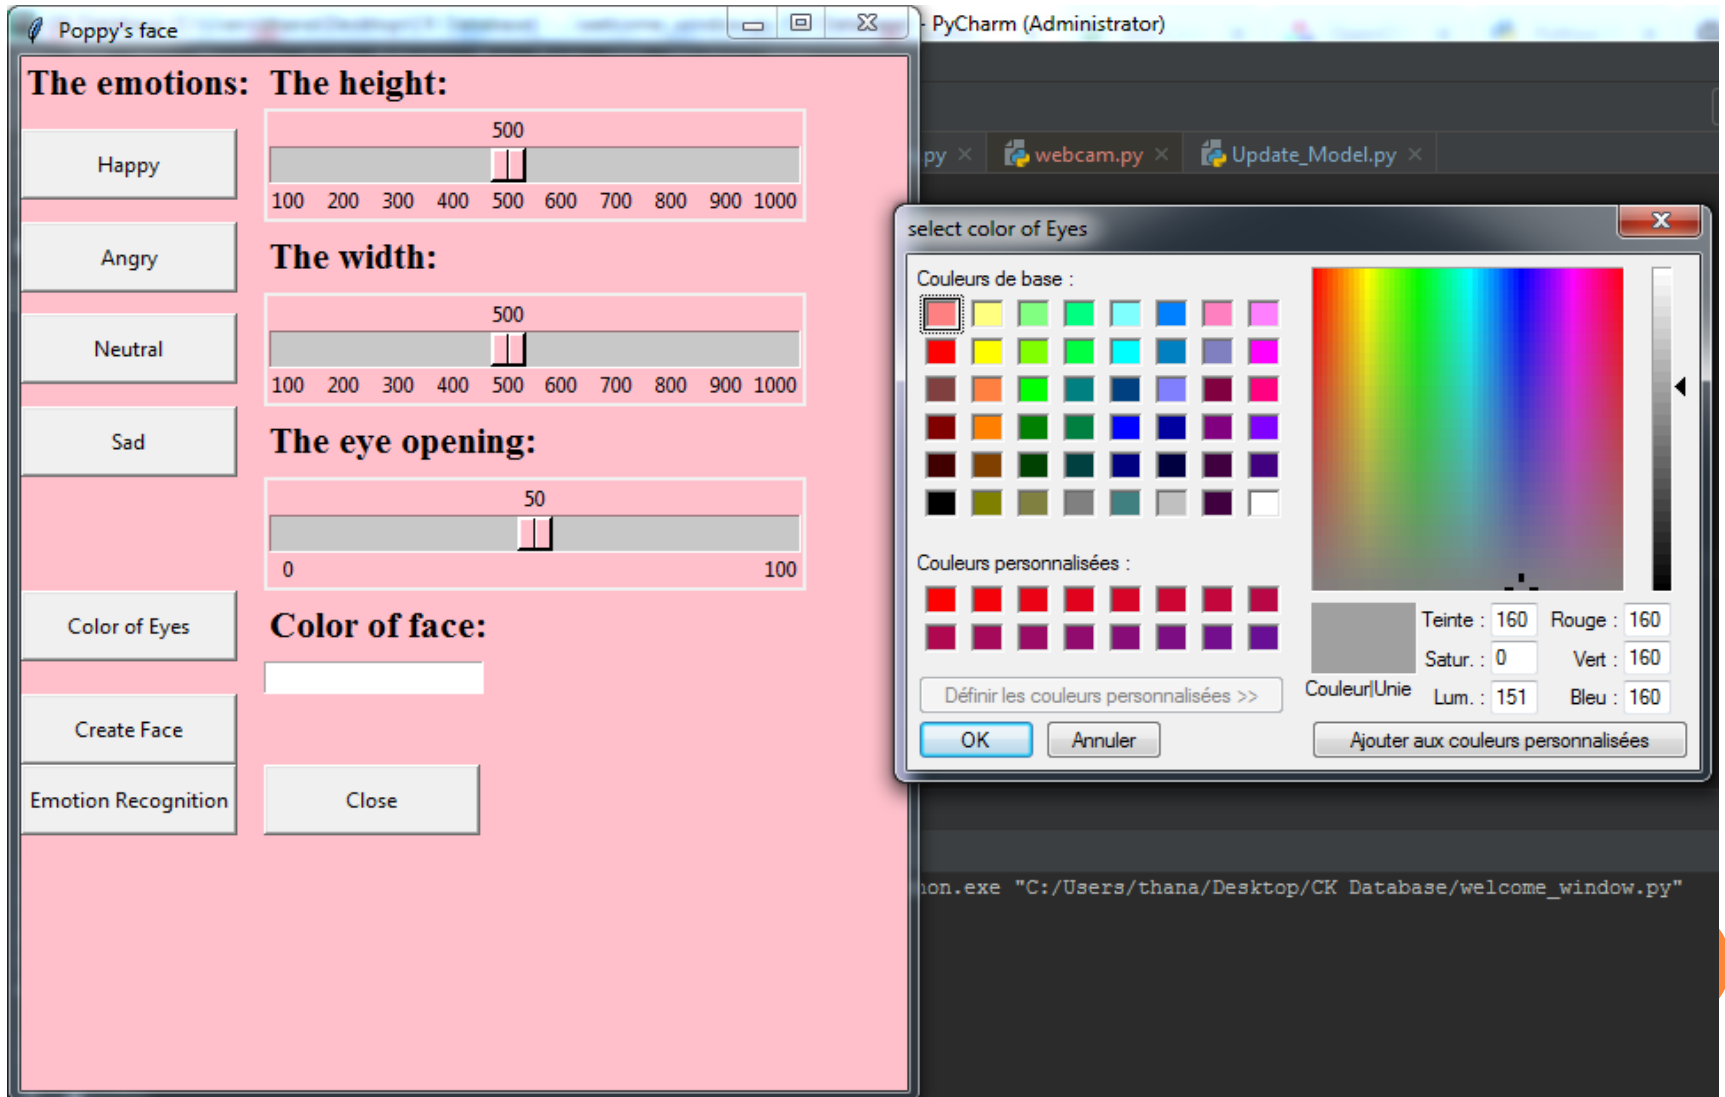 Poppy's face
- PyCharm (Administrator)
The emotions:
Happy
Angry
Neutral
Sad
Color of Eyes
Create Face
Emotion Recognition
The height:
500
100 200 300 400 500 600 700 800 900 1000
The width:
500
100 200 300 400 500 600 700 800 900 1000
The eye opening:
50
0 100
Color of face:
Close
py webcam.py Update_Model.py
select color of Eyes
Couleurs de base :
Couleurs personnalisées :
Définir les couleurs personnalisées >>
OK Annuler
Couleur|Unie
Teinte : 160 Rouge : 160
Satur. : 0 Vert : 160
Lum. : 151 Bleu : 160
Ajouter aux couleurs personnalisées
hon.exe "C:/Users/thana/Desktop/CK Database/welcome_window.py"